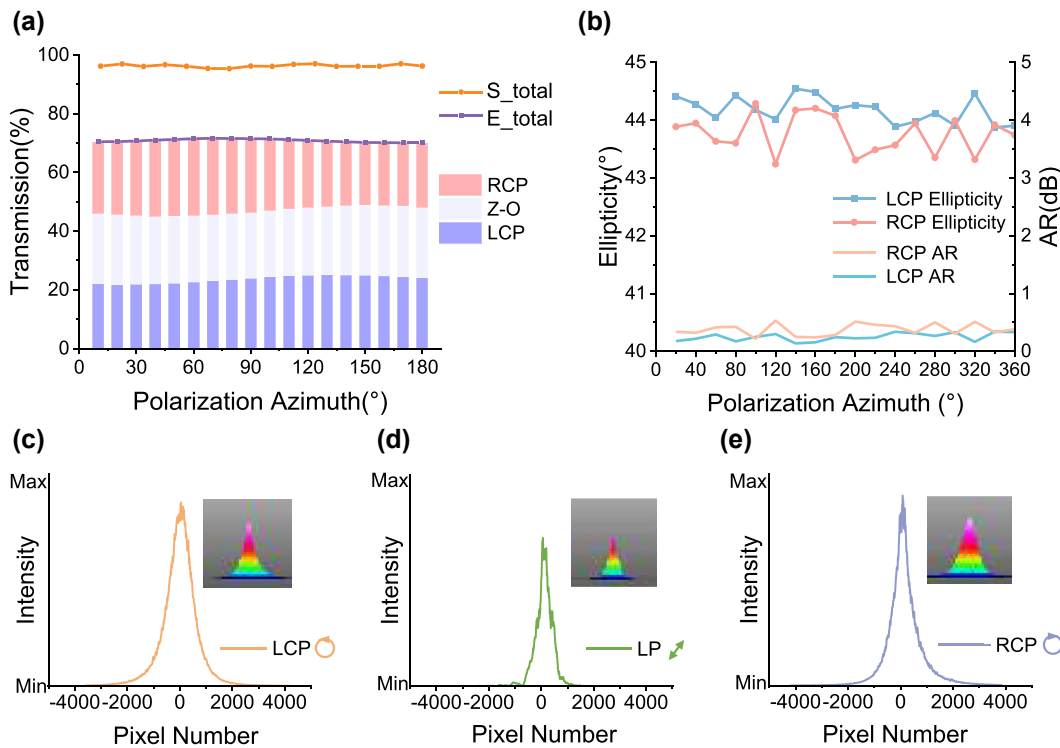 (a)
100
80
60
40
20
0
Transmission(%)
0 30 60 90 120 150 180
Polarization Azimuth(°)
S_total
E_total
RCP
Z-O
LCP
(b)
45
44
43
42
41
40
Ellipticity(°)
5
4
3
2
1
0
AR(dB)
0 40 80 120 160 200 240 280 320 360
Polarization Azimuth (°)
LCP Ellipticity
RCP Ellipticity
RCP AR
LCP AR
(c)
Max
Intensity
Min
-4000 -2000 0 2000 4000
Pixel Number
LCP
(d)
Max
Intensity
Min
-4000 -2000 0 2000 4000
Pixel Number
LP
(e)
Max
Intensity
Min
-4000 -2000 0 2000 4000
Pixel Number
RCP